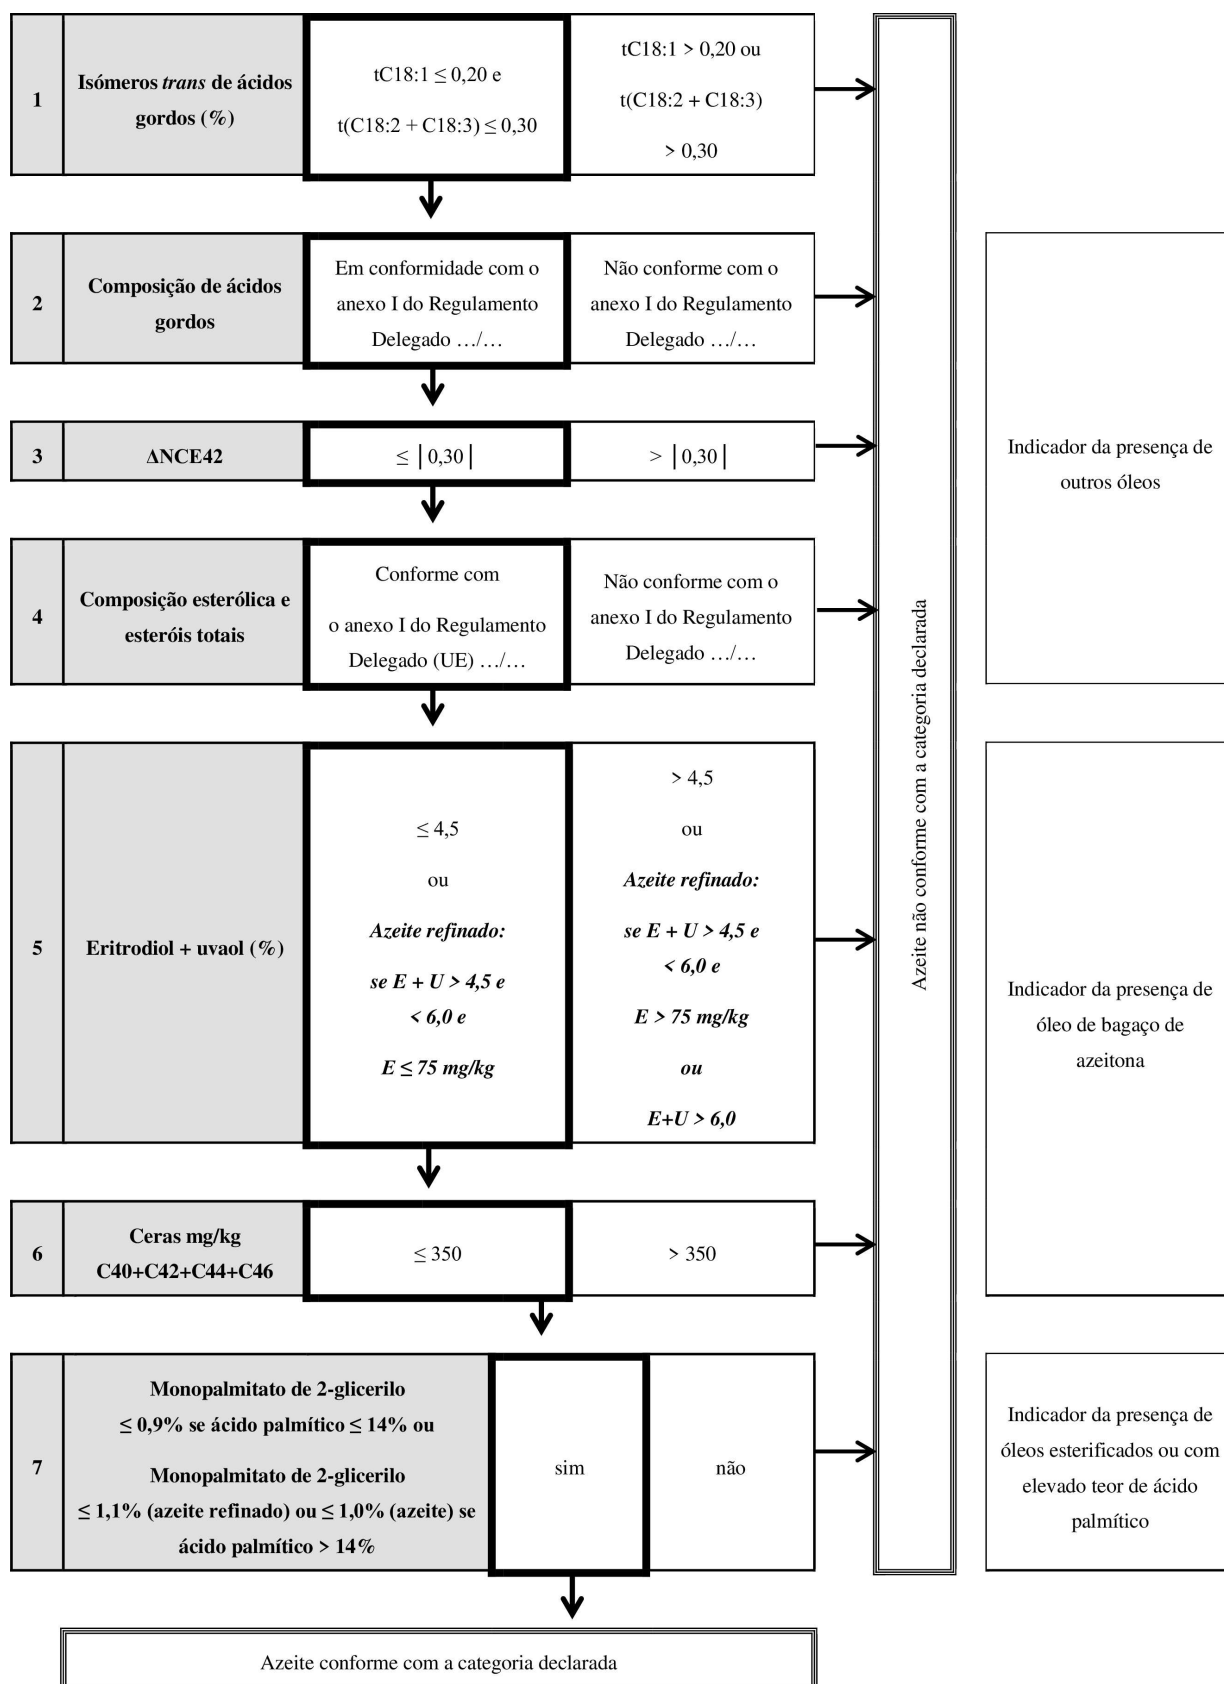 1
Isómeros trans de ácidos
gordos (%)
tC18:1 ≤ 0,20 e
t(C18:2 + C18:3) ≤ 0,30
tC18:1 > 0,20 ou
t(C18:2 + C18:3)
> 0,30
2
Composição de ácidos
gordos
Em conformidade com o
anexo I do Regulamento
Delegado …/…
Não conforme com o
anexo I do Regulamento
Delegado …/…
3
ΔNCE42
≤ |0,30|
> |0,30|
4
Composição esterólica e
esteróis totais
Conforme com
o anexo I do Regulamento
Delegado (UE) …/…
Não conforme com o
anexo I do Regulamento
Delegado …/…
Indicador da presença de
outros óleos
5
Eritrodiol + uvaol (%)
≤ 4,5
ou
Azeite refinado:
se E + U > 4,5 e
< 6,0 e
E ≤ 75 mg/kg
> 4,5
ou
Azeite refinado:
se E + U > 4,5 e
< 6,0 e
E > 75 mg/kg
ou
E+U > 6,0
6
Ceras mg/kg
C40+C42+C44+C46
≤ 350
> 350
Indicador da presença de
óleo de bagaço de
azeitona
7
Monopalmitato de 2-glicerilo
≤ 0,9% se ácido palmítico ≤ 14% ou
Monopalmitato de 2-glicerilo
≤ 1,1% (azeite refinado) ou ≤ 1,0% (azeite) se
ácido palmítico > 14%
sim
não
Indicador da presença de
óleos esterificados ou com
elevado teor de ácido
palmítico
Azeite não conforme com a categoria declarada
Azeite conforme com a categoria declarada